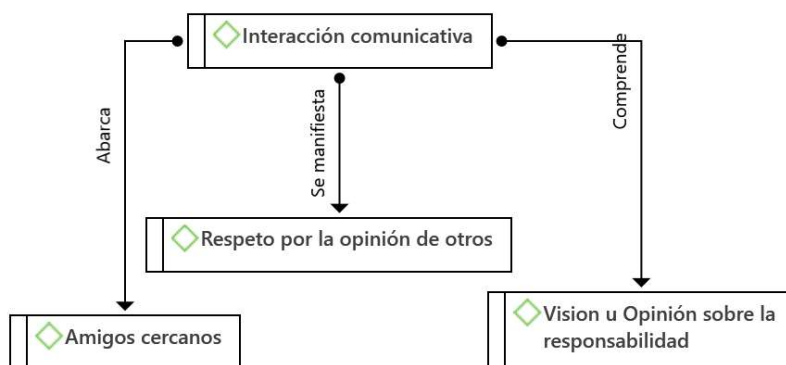 Interacción comunicativa
Abarca
Se manifiesta
Comprende
Respeto por la opinión de otros
Amigos cercanos
Vision u Opinión sobre la
responsabilidad